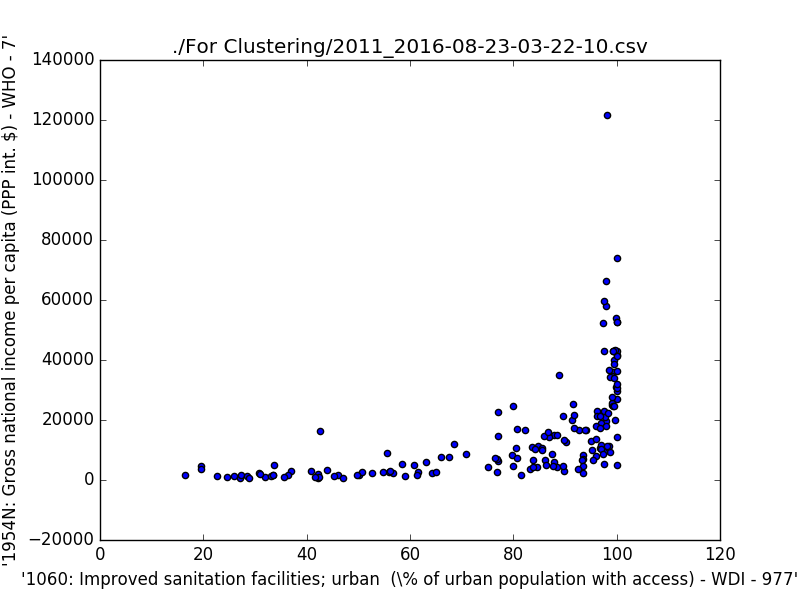 ./For Clustering/2011_2016-08-23-03-22-10.csv
'1954N: Gross national income per capita (PPP int. $) - WHO - 7'
140000
120000
100000
80000
60000
40000
20000
0
−20000
0 20 40 60 80 100 120
'1060: Improved sanitation facilities; urban  (\% of urban population with access) - WDI - 977'